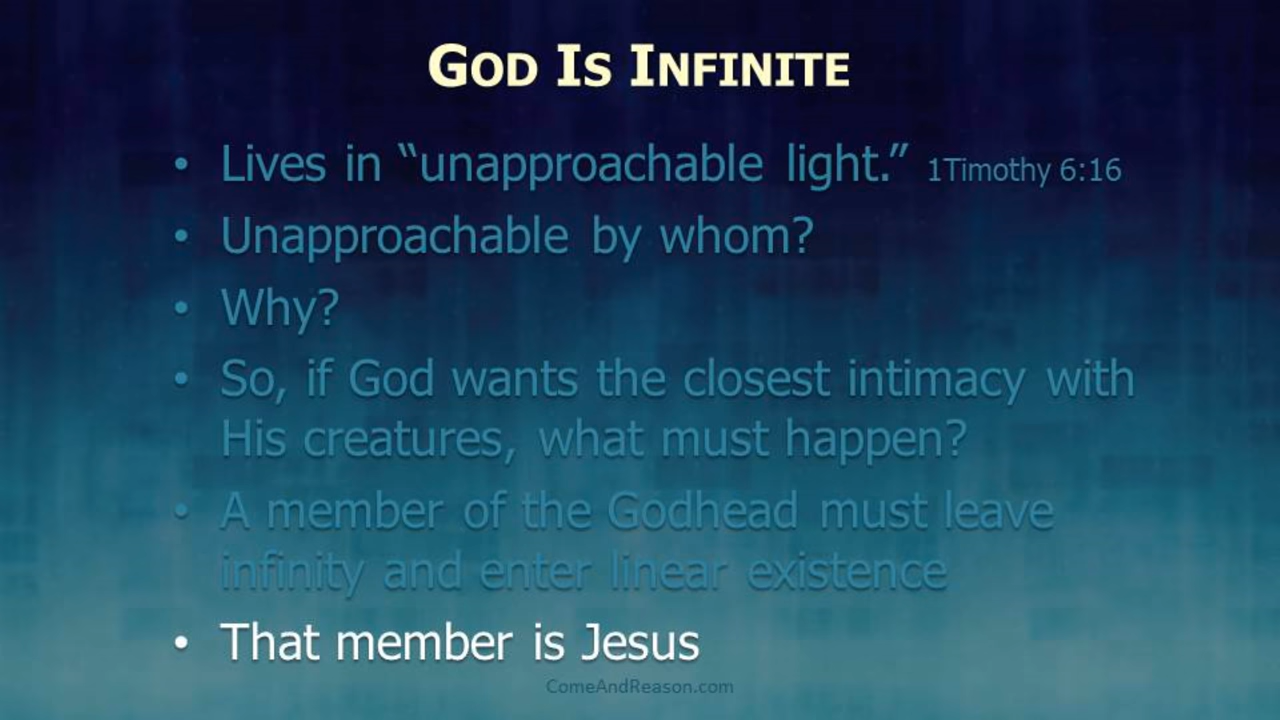 GOD IS INFINITE
• Lives in “unapproachable light.” 1Timothy 6:16
• Unapproachable by whom?
• Why?
• So, if God wants the closest intimacy with
His creatures, what must happen?
• A member of the Godhead must leave
infinity and enter linear existence
• That member is Jesus
ComeAndReason.com